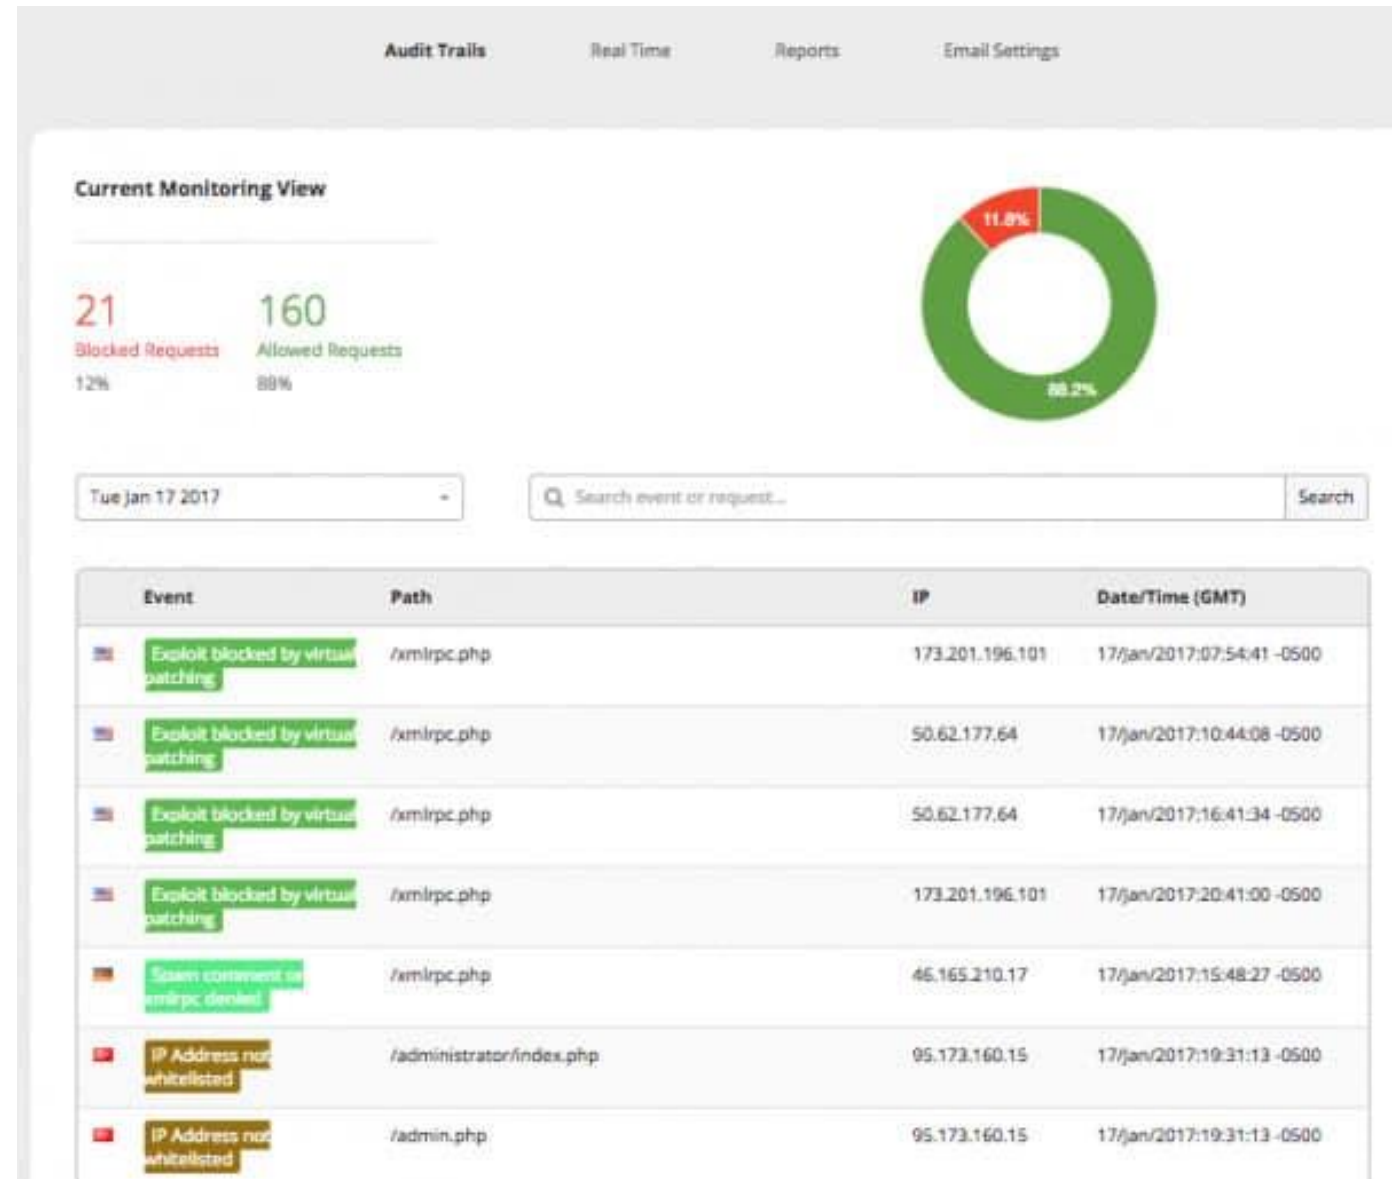 Audit Trails Real Time Reports Email Settings
Current Monitoring View
11.8%
21 160
Blocked Requests Allowed Requests
12% 88%
88.2%
Tue Jan 17 2017
Search event or request...
Search
Event Path IP Date/Time (GMT)
Exploit blocked by virtual /xmlrpc.php 173.201.196.101 17/Jan/2017:07:54:41 -0500
patching
Exploit blocked by virtual /xmlrpc.php 50.62.177.64 17/Jan/2017:10:44:08 -0500
patching
Exploit blocked by virtual /xmlrpc.php 50.62.177.64 17/Jan/2017:16:41:34 -0500
patching
Exploit blocked by virtual /xmlrpc.php 173.201.196.101 17/Jan/2017:20:41:00 -0500
patching
Spam comment or /xmlrpc.php 46.165.210.17 17/Jan/2017:15:48:27 -0500
xmlrpc denied
IP Address not /administrator/index.php 95.173.160.15 17/Jan/2017:19:31:13 -0500
whitelisted
IP Address not /admin.php 95.173.160.15 17/Jan/2017:19:31:13 -0500
whitelisted